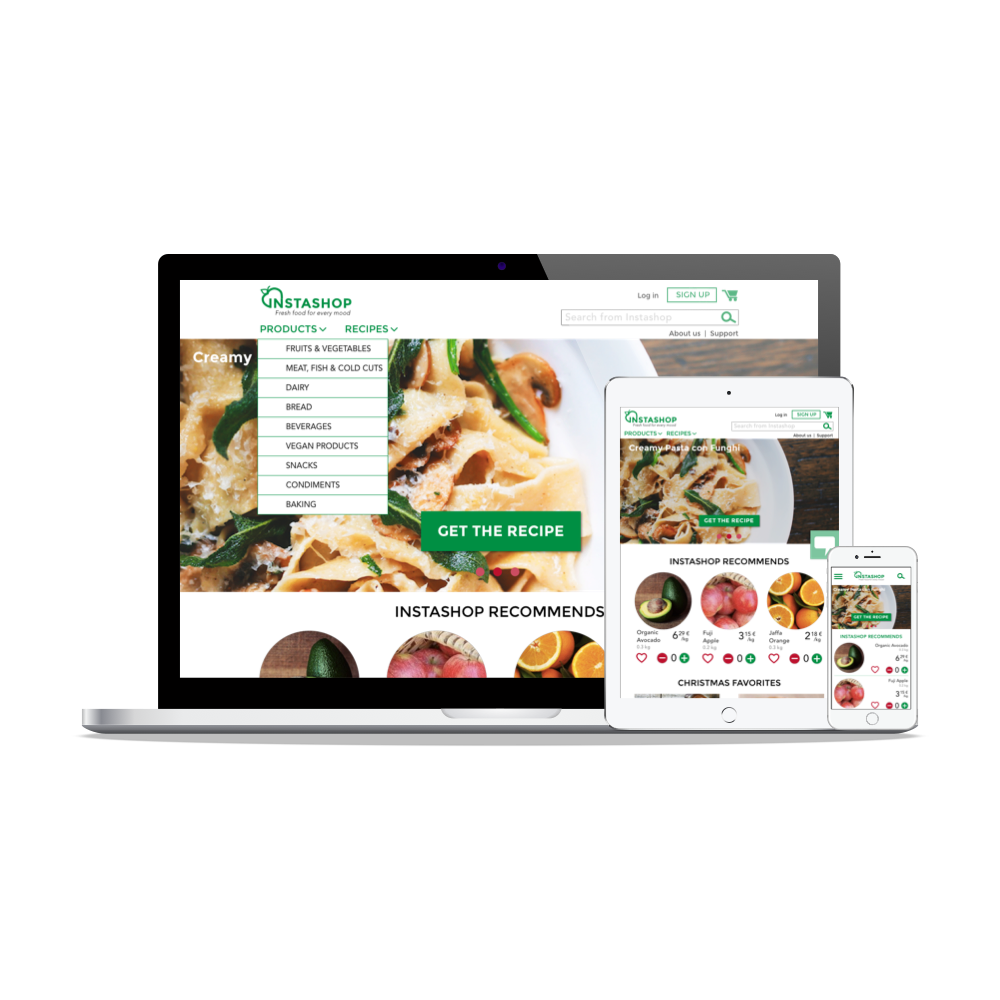 INSTASHOP
Fresh food for every mood
Log in
SIGN UP
Search from Instashop
PRODUCTS
RECIPES
About us | Support
Creamy
FRUITS & VEGETABLES
MEAT, FISH & COLD CUTS
DAIRY
BREAD
BEVERAGES
VEGAN PRODUCTS
SNACKS
CONDIMENTS
BAKING
GET THE RECIPE
INSTASHOP RECOMMENDS
INSTASHOP
Fresh food for every mood
Log in
SIGN UP
Search from Instashop
PRODUCTS
RECIPES
About us | Support
Creamy Pasta con Funghi
GET THE RECIPE
INSTASHOP RECOMMENDS
Organic Avocado
0.3 kg
6 29 € /kg
0
Fuji Apple
0.2 kg
3 15 € /kg
0
Jaffa Orange
2 18 € /kg
0
CHRISTMAS FAVORITES
INSTASHOP
GET THE RECIPE
INSTASHOP RECOMMENDS
Organic Avocado
6 29 € /kg
0
Fuji Apple
3 15 € /kg
0